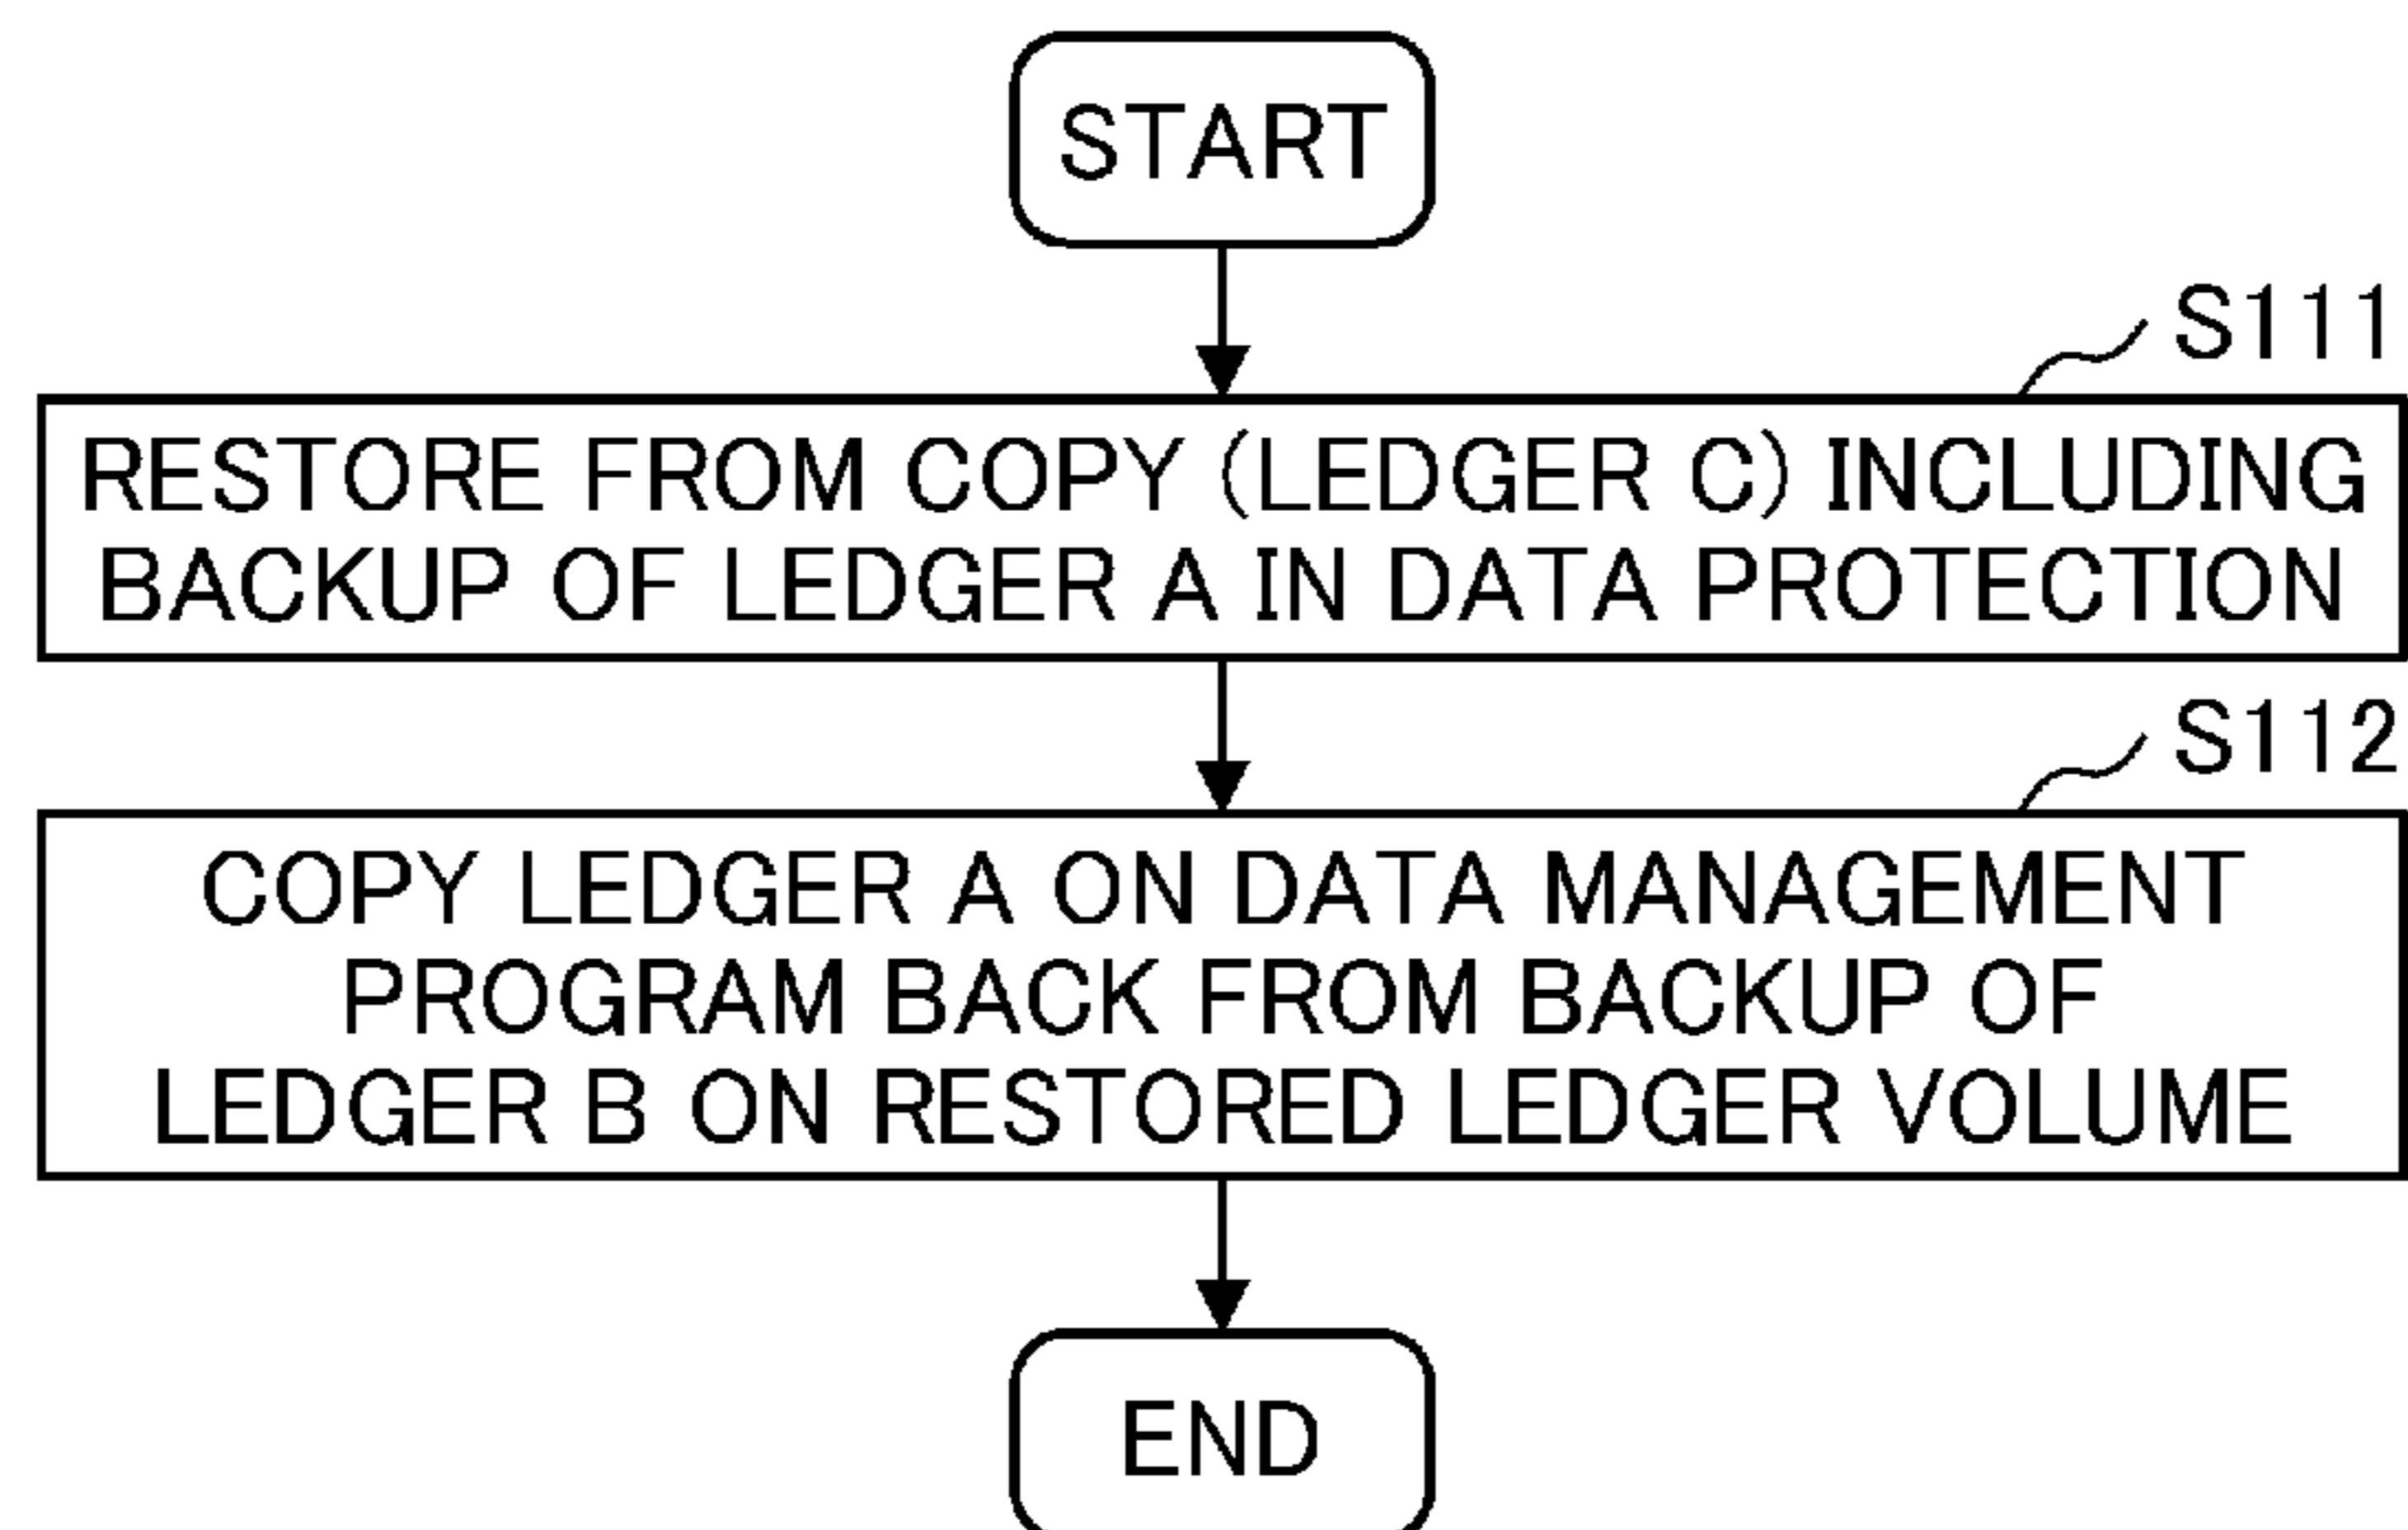 START
S111
RESTORE FROM COPY (LEDGER C) INCLUDING
BACKUP OF LEDGER A IN DATA PROTECTION
S112
COPY LEDGER A ON DATA MANAGEMENT
PROGRAM BACK FROM BACKUP OF
LEDGER B ON RESTORED LEDGER VOLUME
END